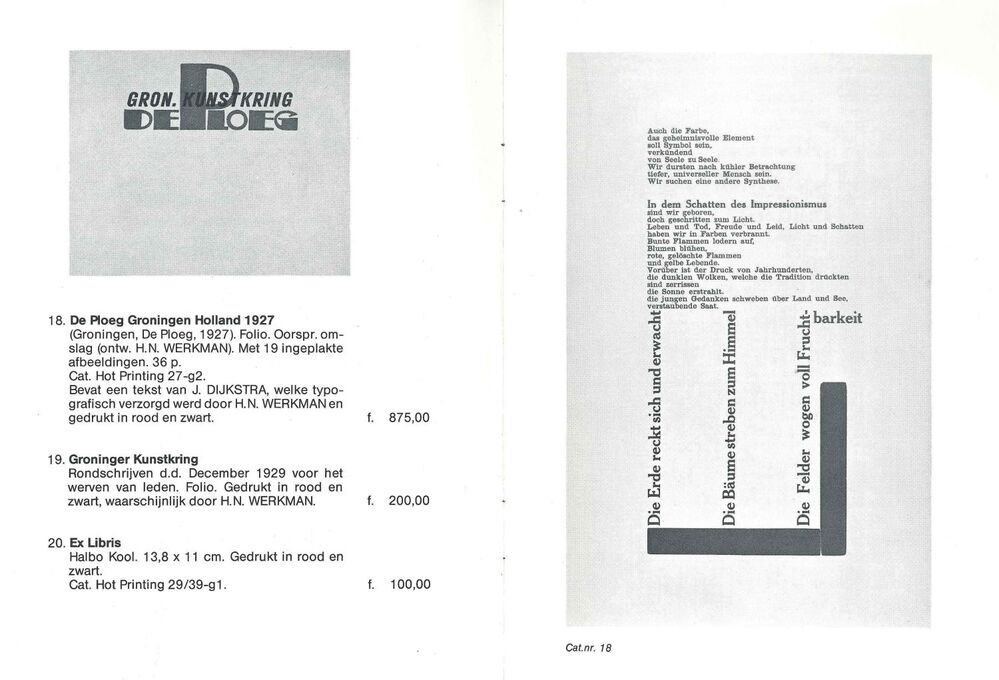 GRON. KUNSTKRING
DE PLOEG
18. De Ploeg Groningen Holland 1927
(Groningen, De Ploeg, 1927). Folio. Oorspr. om-
slag (ontw. H.N. WERKMAN). Met 19 ingeplakte
afbeeldingen. 36 p.
Cat. Hot Printing 27-g2.
Bevat een tekst van J. DIJKSTRA, welke typo-
grafisch verzorgd werd door H.N. WERKMAN en
gedrukt in rood en zwart. f. 875,00
19. Groninger Kunstkring
Rondschrijven d.d. December 1929 voor het
werven van leden. Folio. Gedrukt in rood en
zwart, waarschijnlijk door H.N. WERKMAN. f. 200,00
20. Ex Libris
Halbo Kool. 13,8 x 11 cm. Gedrukt in rood en
zwart.
Cat. Hot Printing 29/39-g1. f. 100,00
Auch die Farbe,
das geheimnisvolle Element
soll Symbol sein,
verkündend
von Seele zu Seele.
Wir dursten nach kühler Betrachtung
tiefer, universeller Mensch sein.
Wir suchen eine andere Synthese.
In dem Schatten des Impressionismus
sind wir geboren,
doch geschritten zum Licht.
Leben und Tod, Freude und Leid, Licht und Schatten
haben wir in Farben verbrannt.
Bunte Flammen lodern auf,
Blumen blühen,
rote, gelöschte Flammen
und gelbe Lebende.
Vorüber ist der Druck von Jahrhunderten,
die dunklen Wolken, welche die Tradition drückten
sind zerrissen
die Sonne erstrahlt.
die jungen Gedanken schweben über Land und See,
verstaubende Saat.
Die Erde reckt sich und erwacht
Die Bäume streben zum Himmel
Die Felder wogen voll Frucht-
barkeit
Cat.nr. 18